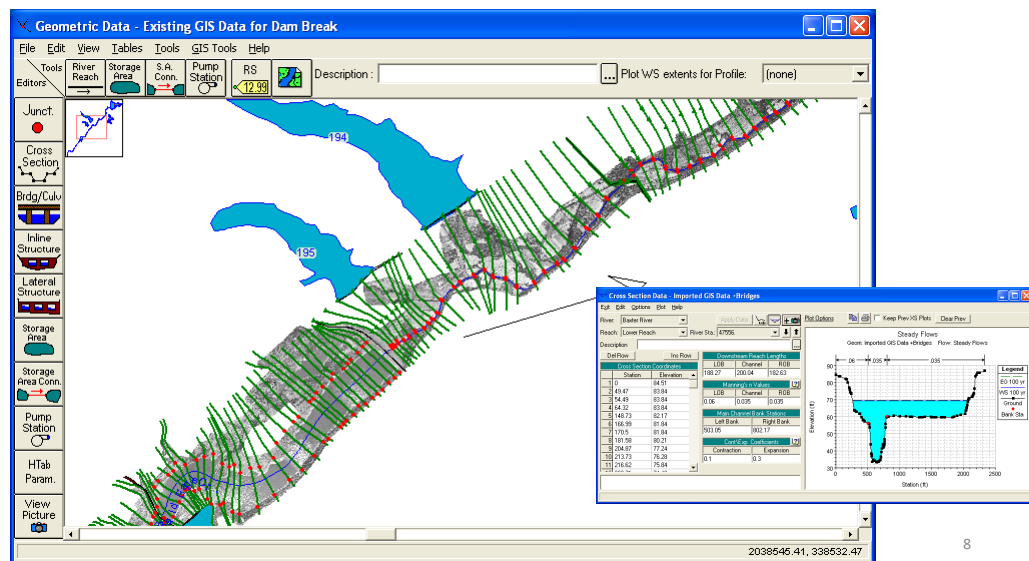 Geometric Data - Existing GIS Data for Dam Break
File Edit View Tables Tools GIS Tools Help
Tools
Editors
River Reach
Storage Area
S.A. Conn.
Pump Station
RS
12.99
Description :
...
Plot WS extents for Profile:
(none)
Junct.
Cross Section
Brdg/Culv
Inline Structure
Lateral Structure
Storage Area
Storage Area Conn.
Pump Station
HTab Param.
View Picture
194
195
2038545.41, 338532.47
Cross Section Data - Imported GIS Data +Bridges
Exit Edit Options Plot Help
River: Baxter River
Apply Data
Plot Options
Keep Prev XS Plots
Clear Prev
Reach: Lower Reach
River Sta.: 47556.
Description
...
Del Row
Ins Row
Cross Section Coordinates
Station Elevation
1 0 84.51
2 49.47 83.84
3 54.49 83.84
4 64.32 83.84
5 148.73 82.17
6 166.99 81.84
7 170.5 81.84
8 181.58 80.21
9 204.87 77.24
10 213.73 76.28
11 216.62 75.84
Downstream Reach Lengths
LOB Channel ROB
188.27 200.04 182.63
Manning's n Values
LOB Channel ROB
0.06 0.035 0.035
Main Channel Bank Stations
Left Bank Right Bank
503.05 802.17
Cont\Exp. Coefficients
Contraction Expansion
0.1 0.3
Steady Flows
Geom: Imported GIS Data +Bridges Flow: Steady Flows
.06 .035 .035
Elevation (ft)
90
80
70
60
50
40
30
0 500 1000 1500 2000 2500
Station (ft)
Legend
EG 100 yr
WS 100 yr
Ground
Bank Sta
8